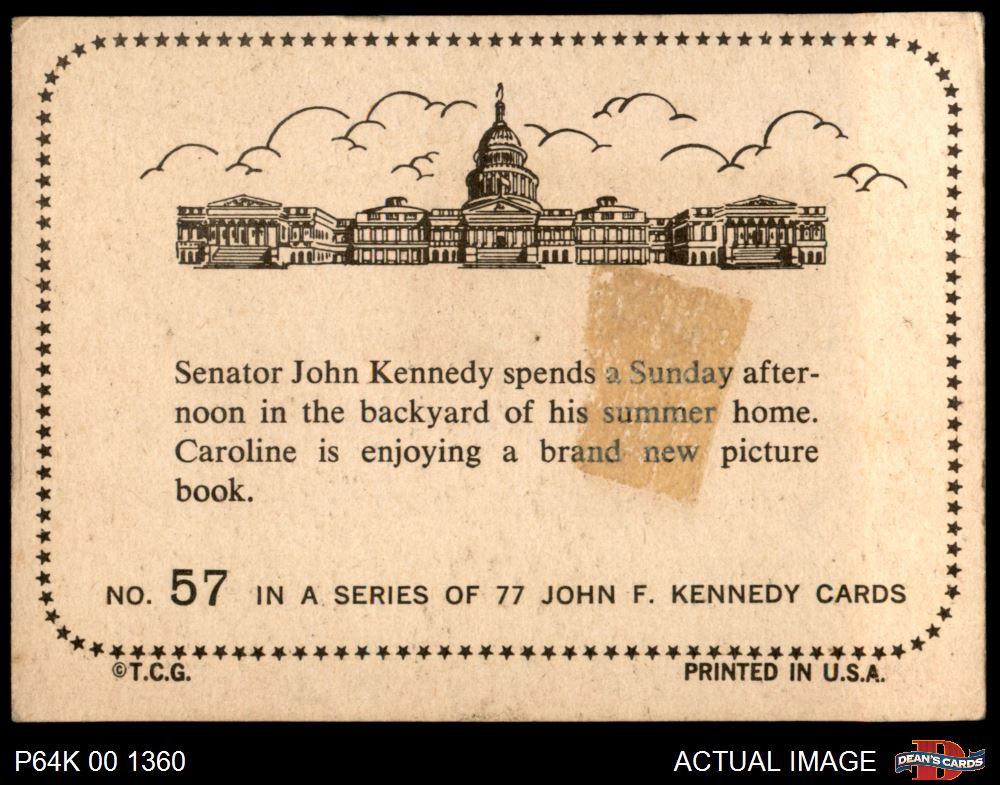 Senator John Kennedy spends a Sunday after-
noon in the backyard of his summer home.
Caroline is enjoying a brand new picture
book.
NO. 57 IN A SERIES OF 77 JOHN F. KENNEDY CARDS
©T.C.G. PRINTED IN U.S.A.
P64K 00 1360 ACTUAL IMAGE DEAN'S CARDS